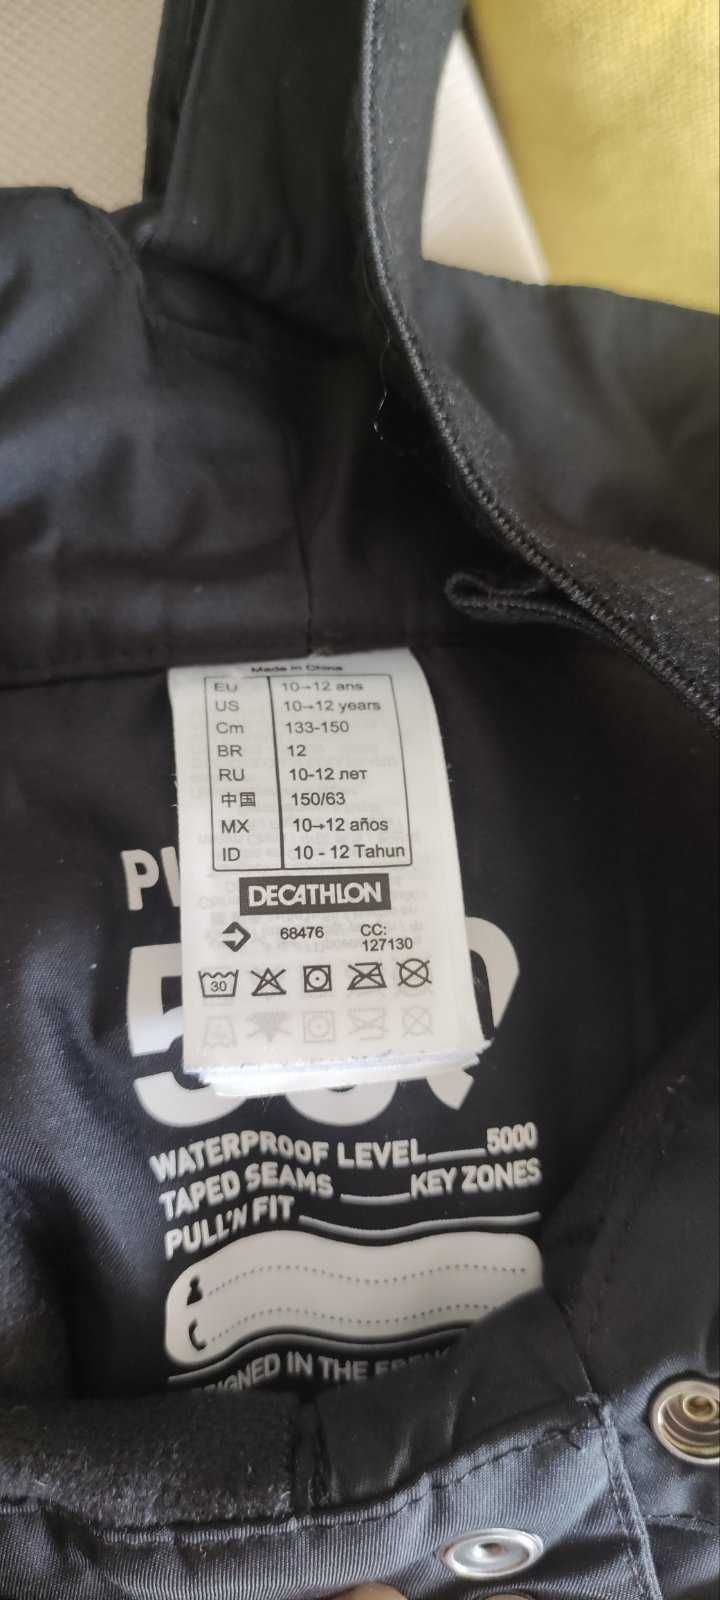 Made in China
EU 10→12 ans
US 10→12 years
Cm 133-150
BR 12
RU 10-12 лет
中国 150/63
MX 10→12 años
ID 10 - 12 Tahun
DECATHLON
68476 CC: 127130
30
WATERPROOF LEVEL 5000
TAPED SEAMS KEY ZONES
PULL'N FIT
IN THE